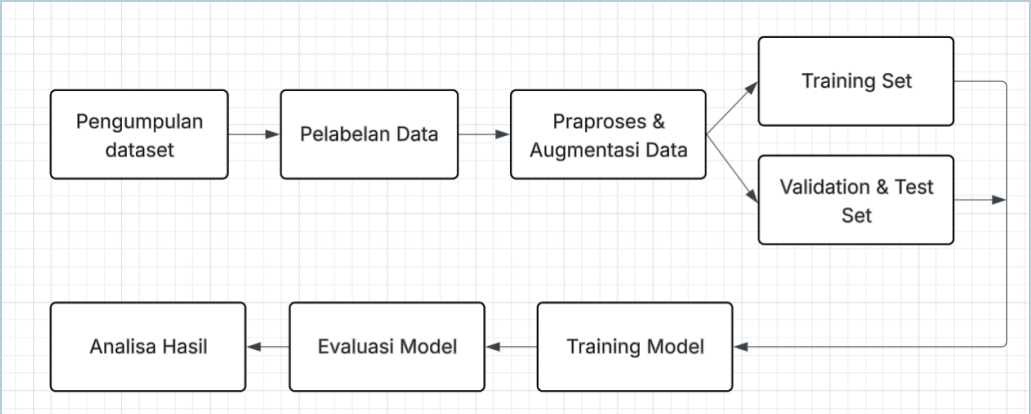 Pengumpulan
dataset
Pelabelan Data
Praproses &
Augmentasi Data
Training Set
Validation & Test
Set
Analisa Hasil
Evaluasi Model
Training Model